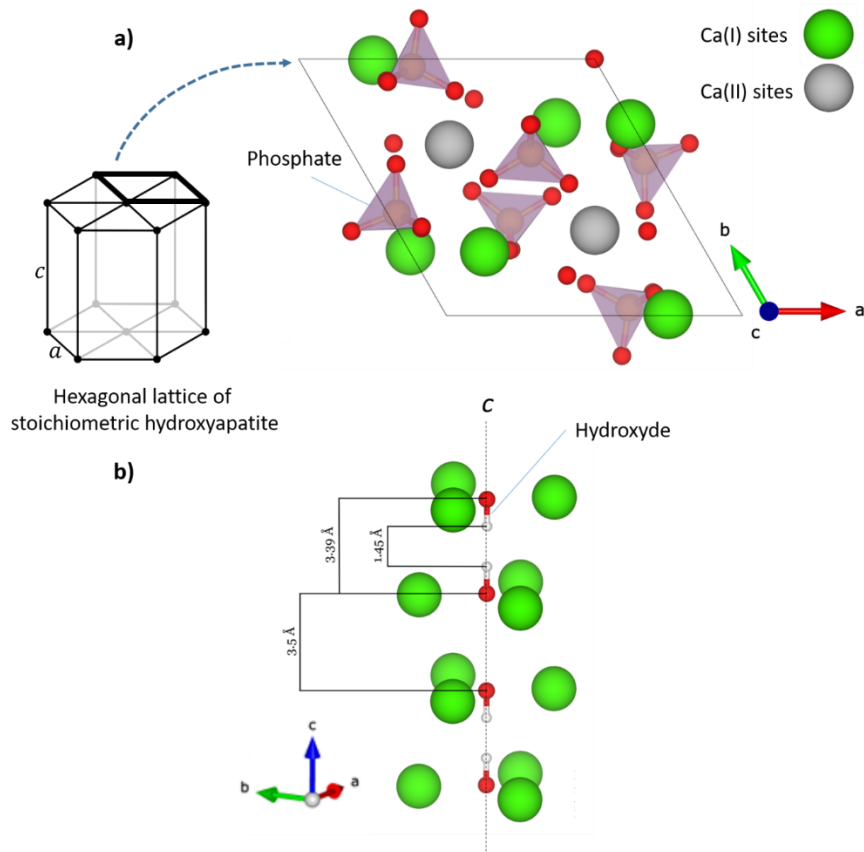 a)
Ca(I) sites
Ca(II) sites
Phosphate
b
a
c
c
a
Hexagonal lattice of
stoichiometric hydroxyapatite
b)
c
Hydroxyde
3·39 Å
1.45 Å
3·5 Å
c
b
a